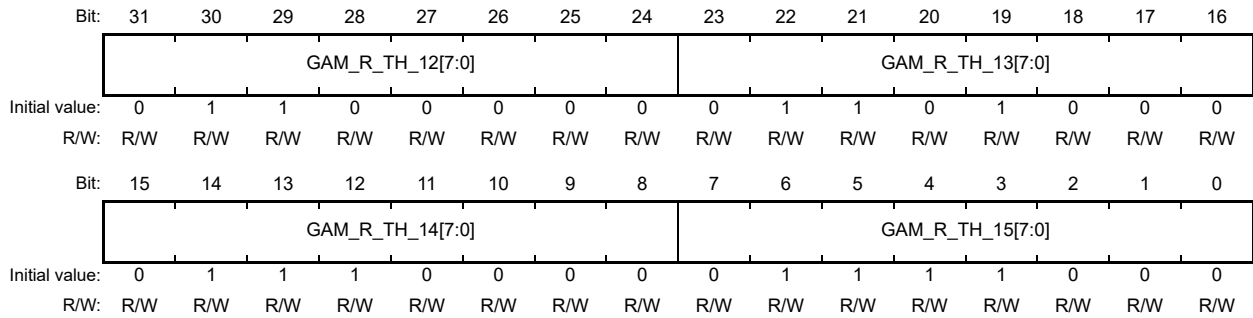 Bit: 31 30 29 28 27 26 25 24 23 22 21 20 19 18 17 16
GAM_R_TH_12[7:0] GAM_R_TH_13[7:0]
Initial value: 0 1 1 0 0 0 0 0 0 1 1 0 1 0 0 0
R/W: R/W R/W R/W R/W R/W R/W R/W R/W R/W R/W R/W R/W R/W R/W R/W R/W
Bit: 15 14 13 12 11 10 9 8 7 6 5 4 3 2 1 0
GAM_R_TH_14[7:0] GAM_R_TH_15[7:0]
Initial value: 0 1 1 1 0 0 0 0 0 1 1 1 1 0 0 0
R/W: R/W R/W R/W R/W R/W R/W R/W R/W R/W R/W R/W R/W R/W R/W R/W R/W